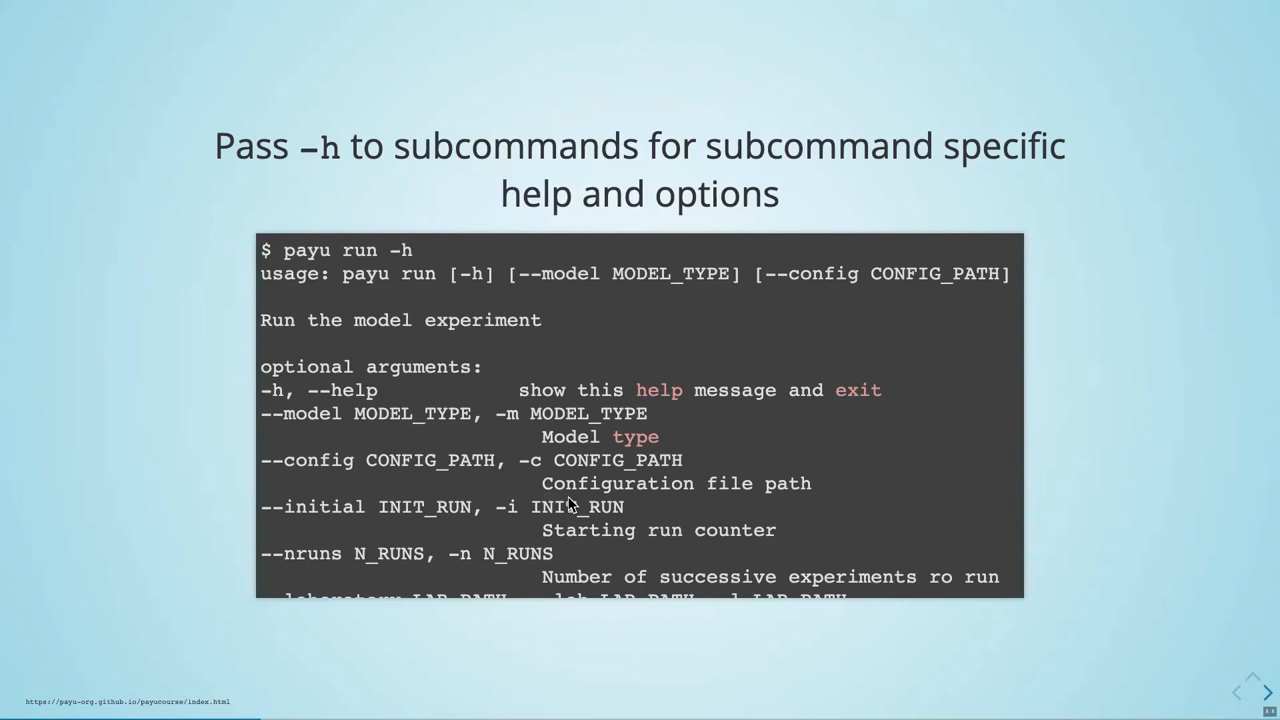 Pass -h to subcommands for subcommand specific
help and options
$ payu run -h
usage: payu run [-h] [--model MODEL_TYPE] [--config CONFIG_PATH]
Run the model experiment
optional arguments:
-h, --help show this help message and exit
--model MODEL_TYPE, -m MODEL_TYPE
Model type
--config CONFIG_PATH, -c CONFIG_PATH
Configuration file path
--initial INIT_RUN, -i INIT_RUN
Starting run counter
--nruns N_RUNS, -n N_RUNS
Number of successive experiments ro run
https://payu-org.github.io/payucourse/index.html